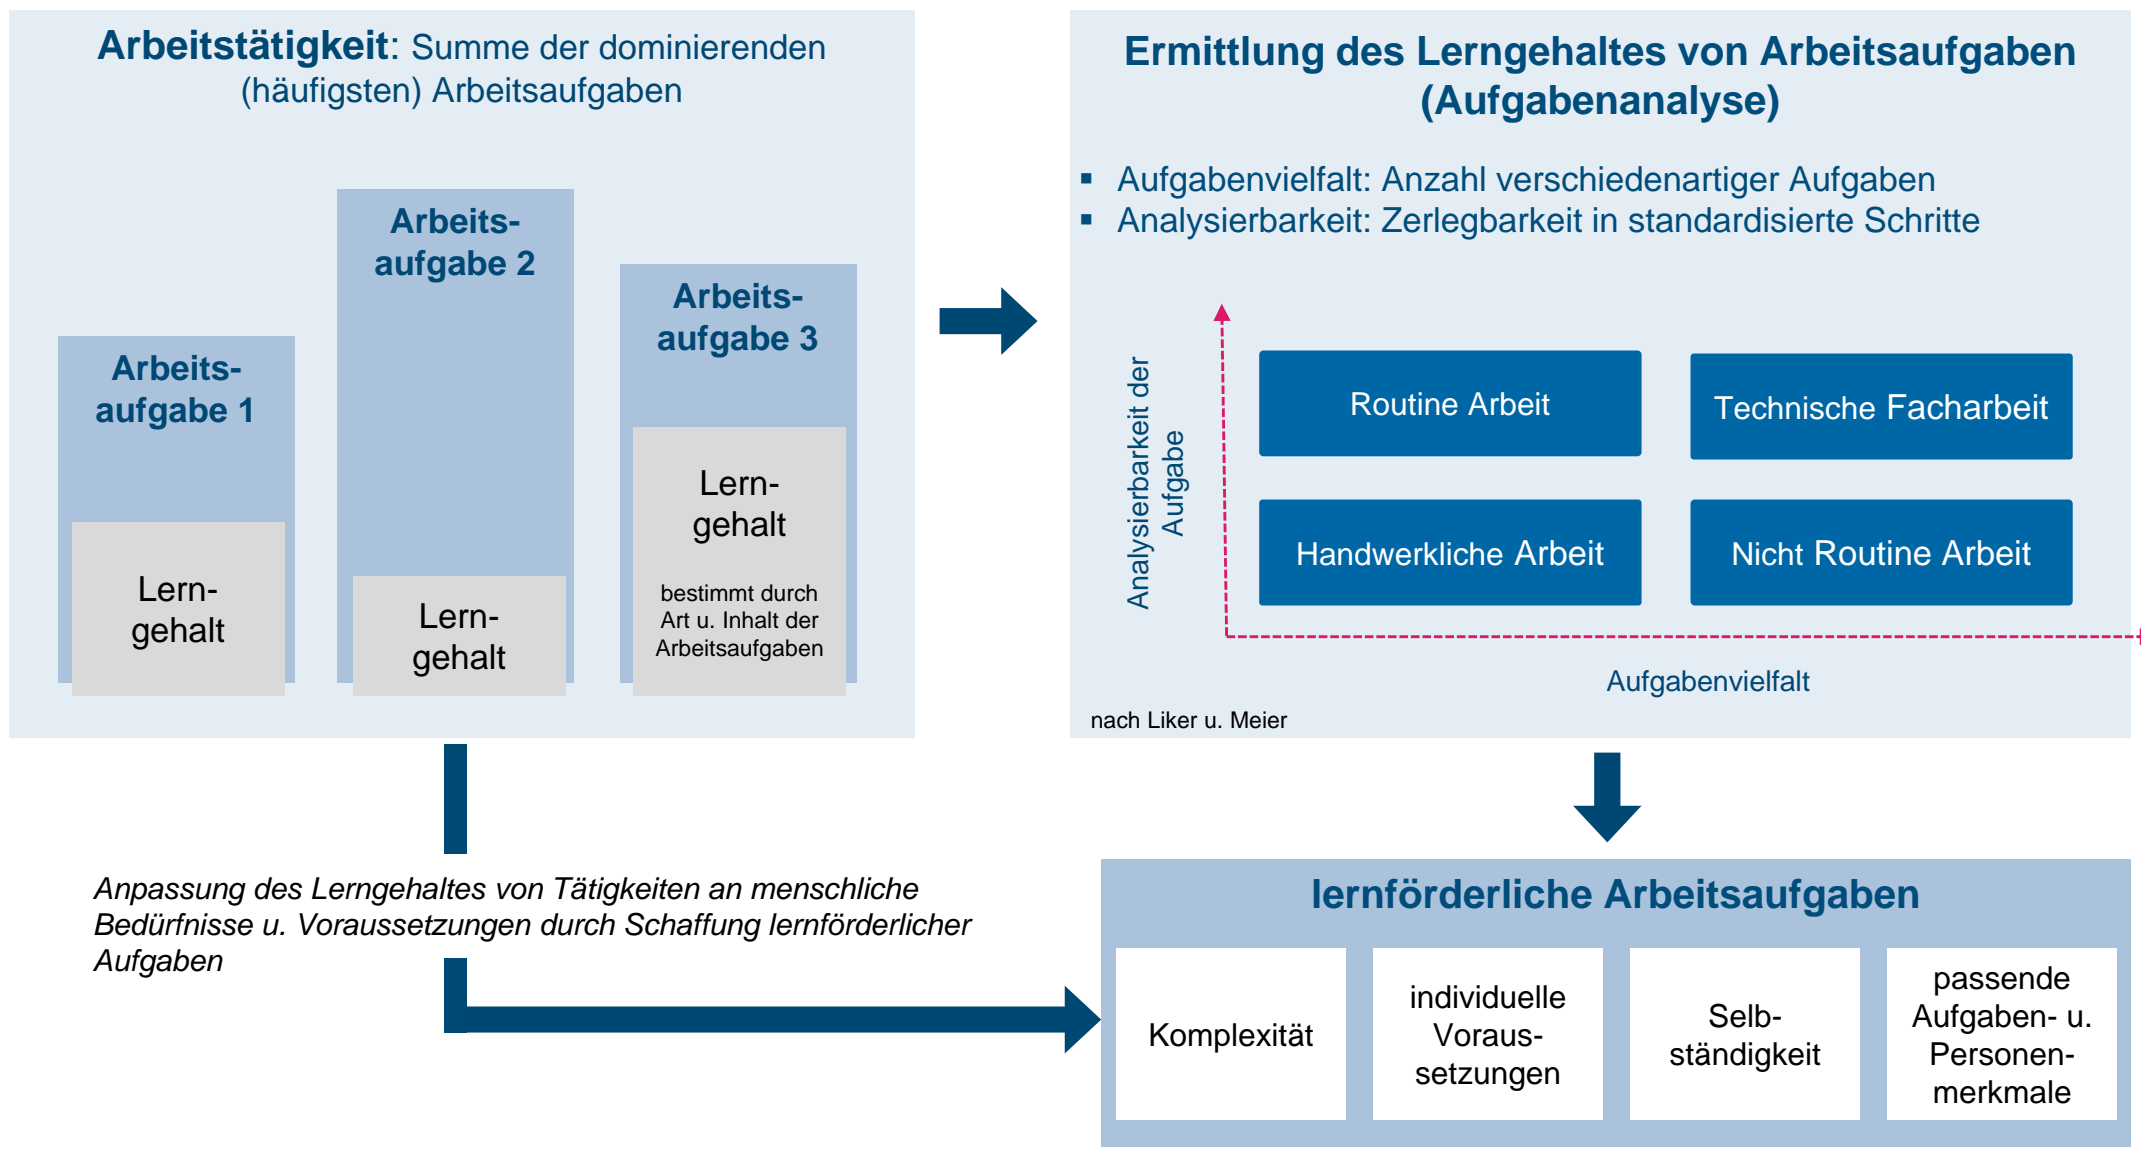 Arbeitstätigkeit: Summe der dominierenden
(häufigsten) Arbeitsaufgaben
Arbeits-
aufgabe 1
Lern-
gehalt
Arbeits-
aufgabe 2
Lern-
gehalt
Arbeits-
aufgabe 3
Lern-
gehalt
bestimmt durch
Art u. Inhalt der
Arbeitsaufgaben
Ermittlung des Lerngehaltes von Arbeitsaufgaben
(Aufgabenanalyse)
▪ Aufgabenvielfalt: Anzahl verschiedenartiger Aufgaben
▪ Analysierbarkeit: Zerlegbarkeit in standardisierte Schritte
Analysierbarkeit der
Aufgabe
Routine Arbeit
Technische Facharbeit
Handwerkliche Arbeit
Nicht Routine Arbeit
Aufgabenvielfalt
nach Liker u. Meier
Anpassung des Lerngehaltes von Tätigkeiten an menschliche
Bedürfnisse u. Voraussetzungen durch Schaffung lernförderlicher
Aufgaben
lernförderliche Arbeitsaufgaben
Komplexität
individuelle
Voraus-
setzungen
Selb-
ständigkeit
passende
Aufgaben- u.
Personen-
merkmale